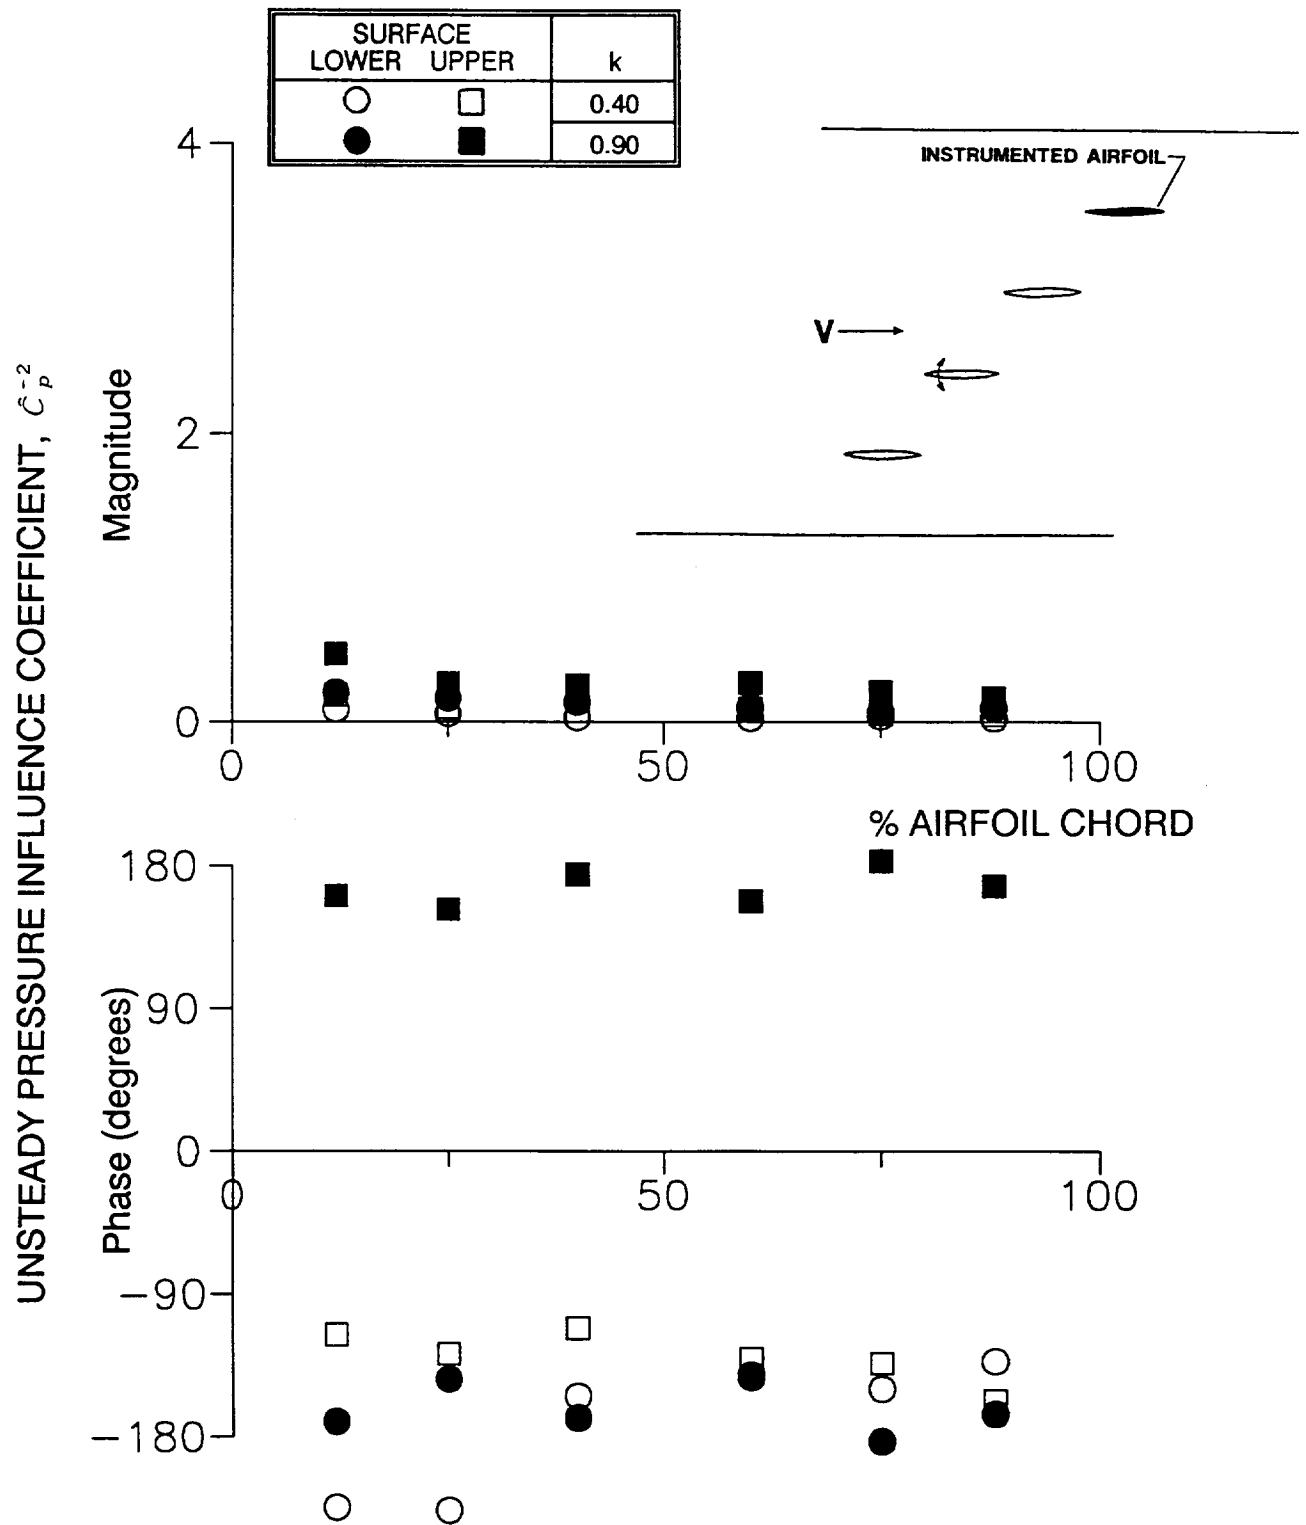 SURFACE
LOWER UPPER k
0.40
0.90
INSTRUMENTED AIRFOIL
V
UNSTEADY PRESSURE INFLUENCE COEFFICIENT, Ĉp^-2
Magnitude
4
2
0
0 50 100
% AIRFOIL CHORD
Phase (degrees)
180
90
0
0 50 100
-90
-180